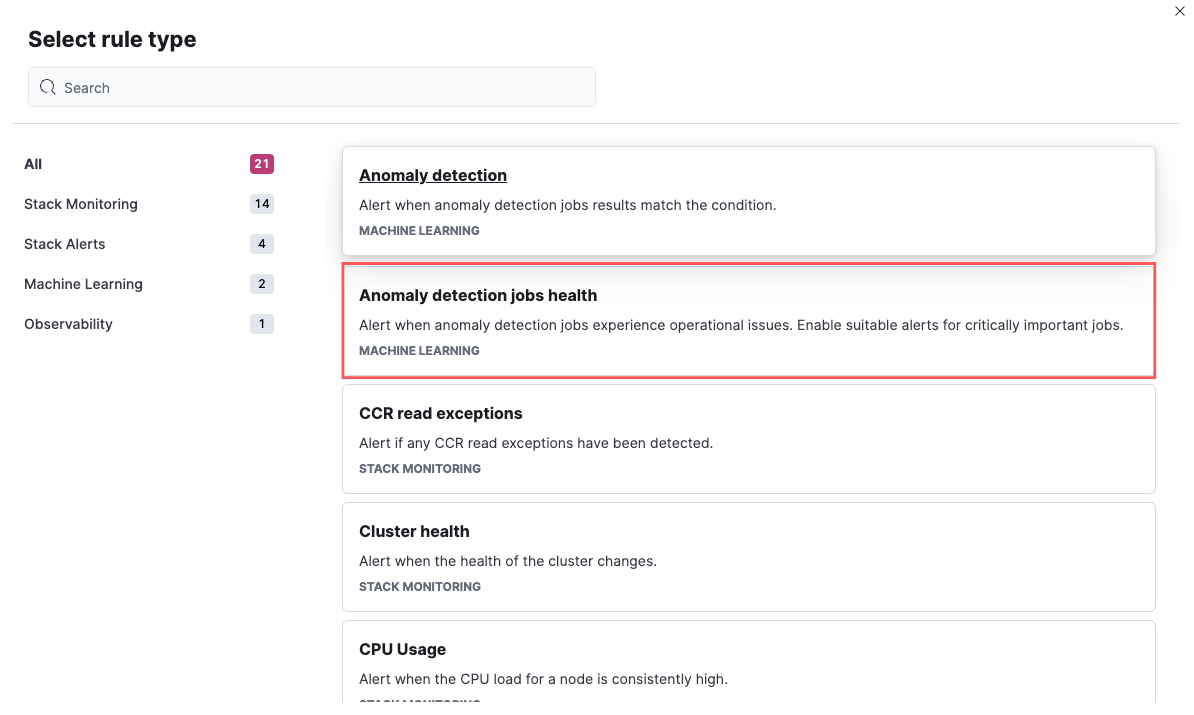 Select rule type
Search
All 21
Stack Monitoring 14
Stack Alerts 4
Machine Learning 2
Observability 1
Anomaly detection
Alert when anomaly detection jobs results match the condition.
MACHINE LEARNING
Anomaly detection jobs health
Alert when anomaly detection jobs experience operational issues. Enable suitable alerts for critically important jobs.
MACHINE LEARNING
CCR read exceptions
Alert if any CCR read exceptions have been detected.
STACK MONITORING
Cluster health
Alert when the health of the cluster changes.
STACK MONITORING
CPU Usage
Alert when the CPU load for a node is consistently high.
STACK MONITORING